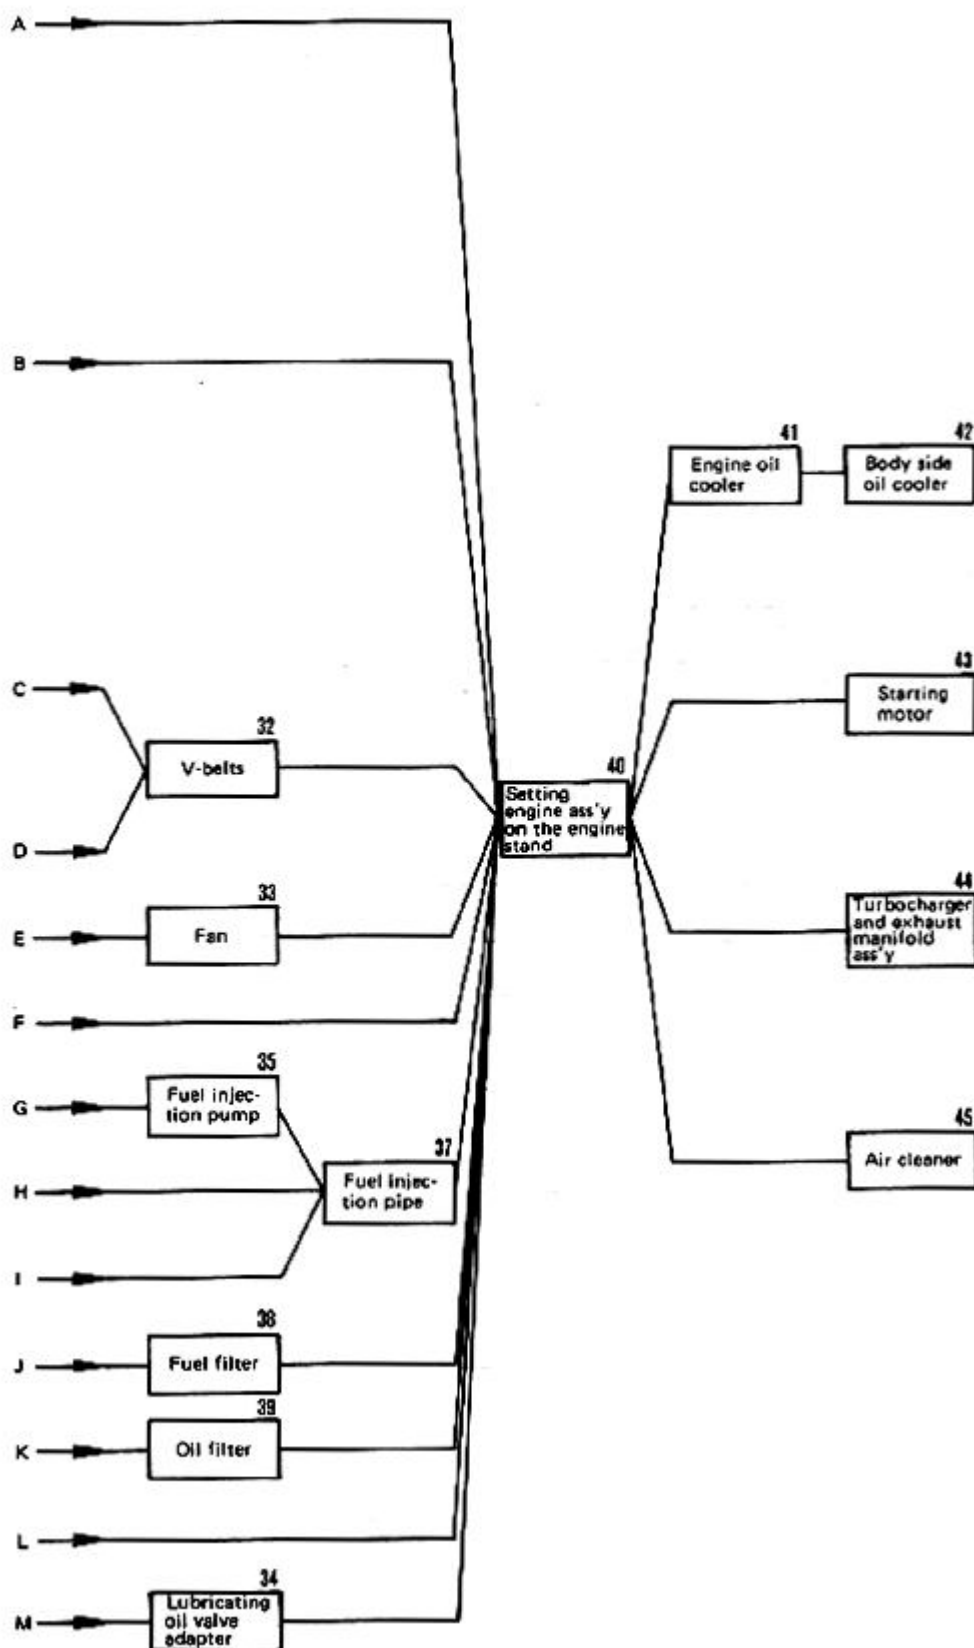 A
B
41
Engine oil
cooler
42
Body side
oil cooler
C
43
Starting
motor
32
V-belts
40
Setting
engine ass'y
on the engine
stand
D
33
Fan
E
44
Turbocharger
and exhaust
manifold
ass'y
F
35
Fuel injec-
tion pump
G
45
Air cleaner
37
Fuel injec-
tion pipe
H
I
38
Fuel filter
J
39
Oil filter
K
L
34
Lubricating
oil valve
adapter
M